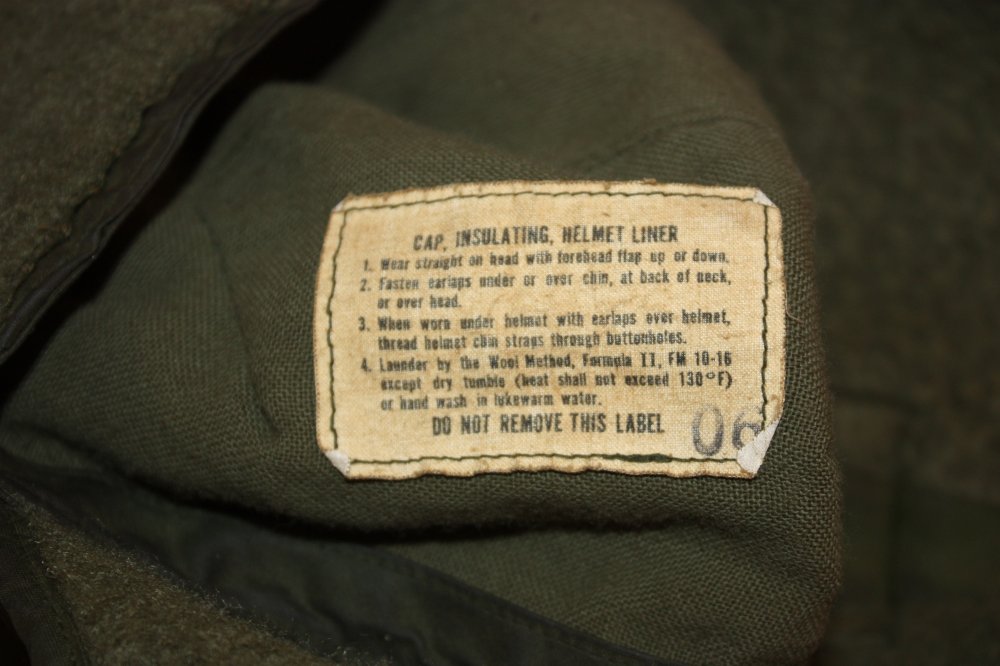 CAP, INSULATING, HELMET LINER
1. Wear straight on head with forehead flap up or down.
2. Fasten earlaps under or over chin, at back of neck,
or over head.
3. When worn under helmet with earlaps over helmet,
thread helmet chin straps through buttonholes.
4. Launder by the Wool Method, Formula II, FM 10-16
except dry tumble (heat shall not exceed 130°F)
or hand wash in lukewarm water.
DO NOT REMOVE THIS LABEL
06